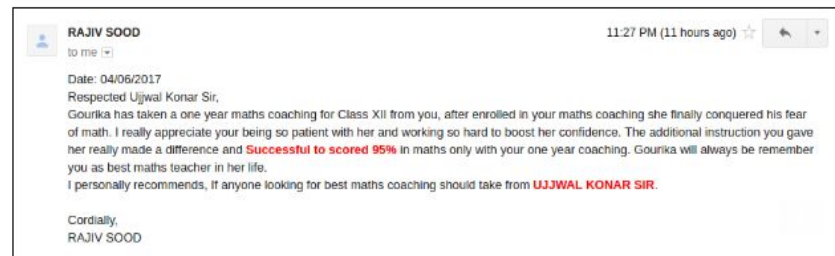 RAJIV SOOD
11:27 PM (11 hours ago)
to me
Date: 04/06/2017
Respected Ujjwal Konar Sir,
Gourika has taken a one year maths coaching for Class XII from you, after enrolled in your maths coaching she finally conquered his fear
of math. I really appreciate your being so patient with her and working so hard to boost her confidence. The additional instruction you gave
her really made a difference and Successful to scored 95% in maths only with your one year coaching. Gourika will always be remember
you as best maths teacher in her life.
I personally recommends, If anyone looking for best maths coaching should take from UJJWAL KONAR SIR.
Cordially,
RAJIV SOOD